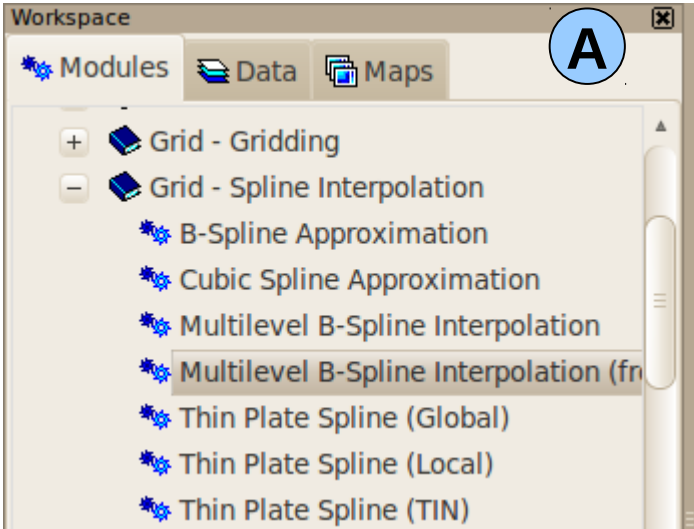 Workspace
A
Modules
Data
Maps
Grid - Gridding
Grid - Spline Interpolation
B-Spline Approximation
Cubic Spline Approximation
Multilevel B-Spline Interpolation
Multilevel B-Spline Interpolation (fr
Thin Plate Spline (Global)
Thin Plate Spline (Local)
Thin Plate Spline (TIN)